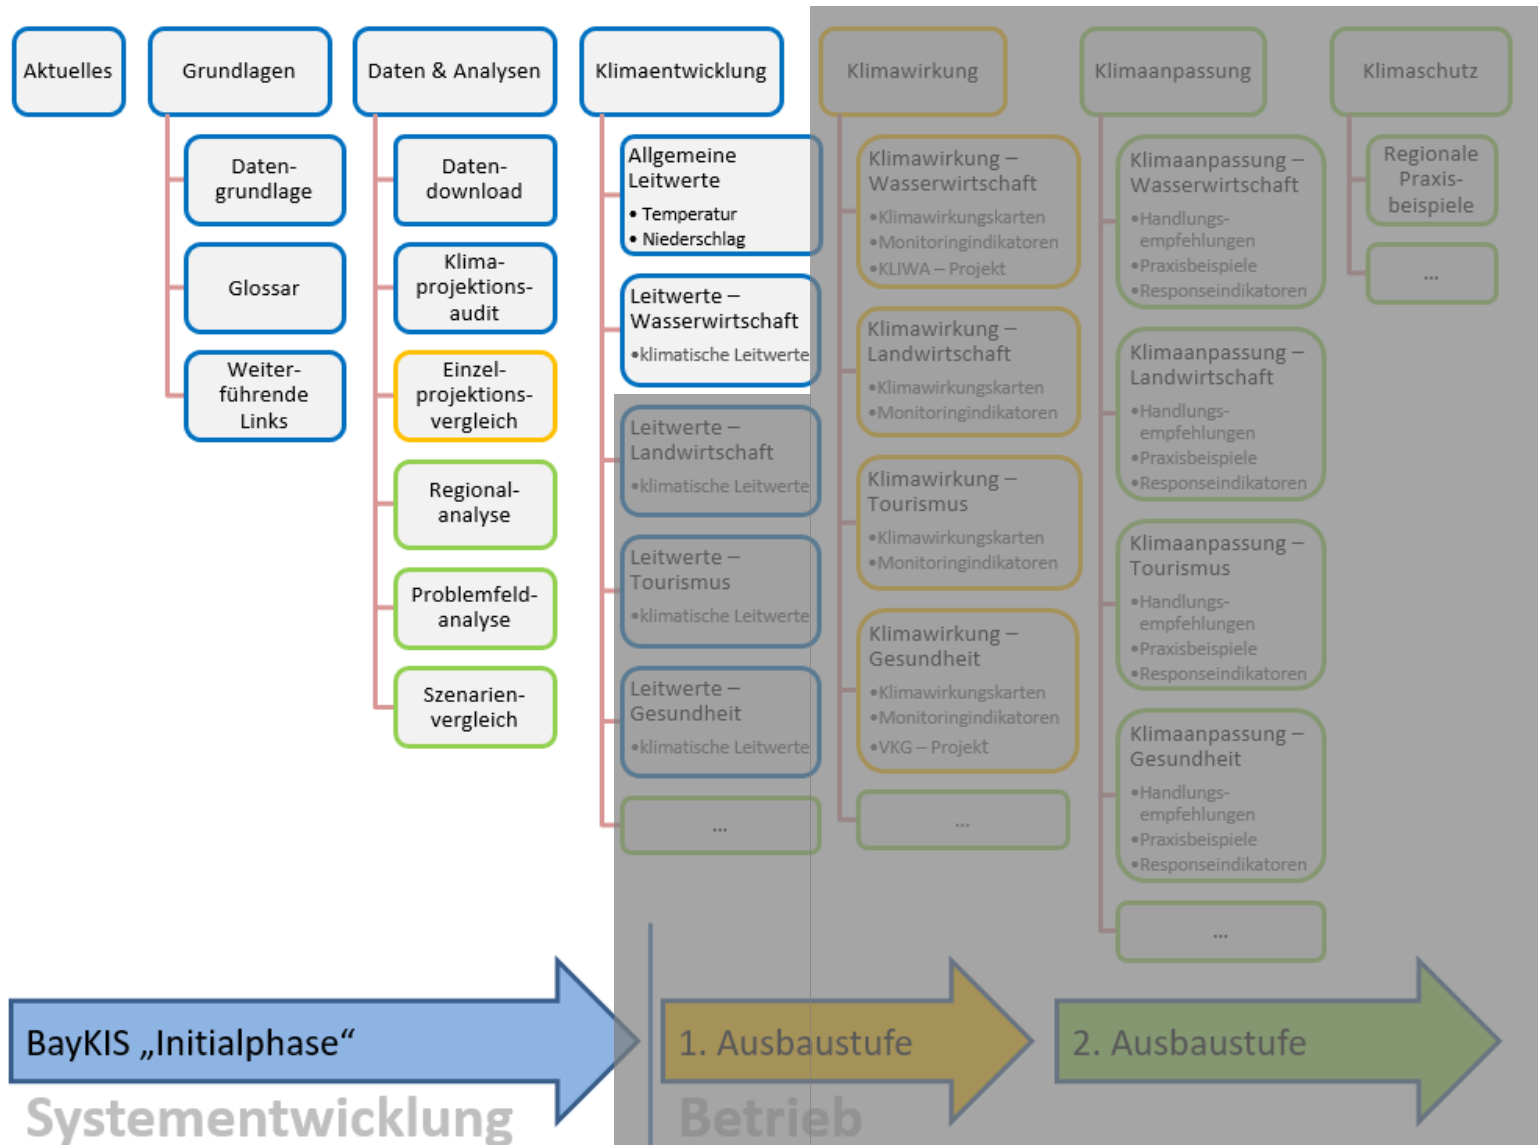 Aktuelles
Grundlagen
Daten-
grundlage
Glossar
Weiter-
führende
Links
Daten & Analysen
Daten-
download
Klima-
projektions-
audit
Einzel-
projektions-
vergleich
Regional-
analyse
Problemfeld-
analyse
Szenarien-
vergleich
Klimaentwicklung
Allgemeine
Leitwerte
• Temperatur
• Niederschlag
Leitwerte –
Wasserwirtschaft
•klimatische Leitwerte
Leitwerte –
Landwirtschaft
•klimatische Leitwerte
Leitwerte –
Tourismus
•klimatische Leitwerte
Leitwerte –
Gesundheit
•klimatische Leitwerte
...
Klimawirkung
Klimawirkung –
Wasserwirtschaft
•Klimawirkungskarten
•Monitoringindikatoren
•KLIWA – Projekt
Klimawirkung –
Landwirtschaft
•Klimawirkungskarten
•Monitoringindikatoren
Klimawirkung –
Tourismus
•Klimawirkungskarten
•Monitoringindikatoren
Klimawirkung –
Gesundheit
•Klimawirkungskarten
•Monitoringindikatoren
•VKG – Projekt
...
Klimaanpassung
Klimaanpassung –
Wasserwirtschaft
•Handlungs-
empfehlungen
•Praxisbeispiele
•Responseindikatoren
Klimaanpassung –
Landwirtschaft
•Handlungs-
empfehlungen
•Praxisbeispiele
•Responseindikatoren
Klimaanpassung –
Tourismus
•Handlungs-
empfehlungen
•Praxisbeispiele
•Responseindikatoren
Klimaanpassung –
Gesundheit
•Handlungs-
empfehlungen
•Praxisbeispiele
•Responseindikatoren
...
Klimaschutz
Regionale
Praxis-
beispiele
...
BayKIS „Initialphase“
1. Ausbaustufe
2. Ausbaustufe
Systementwicklung
Betrieb